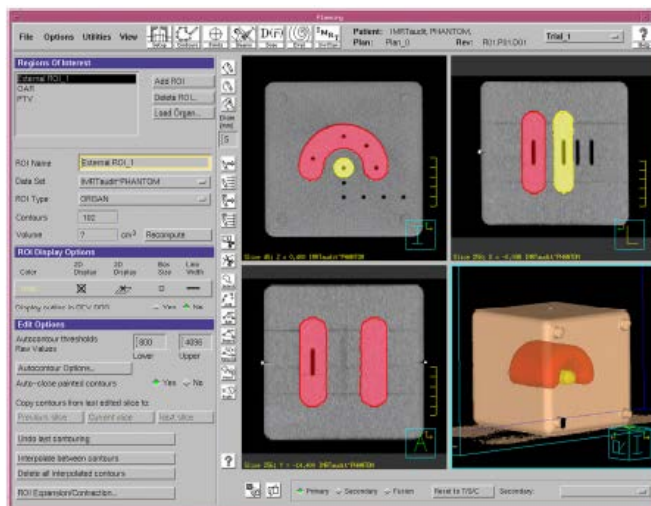 Planning
File Options Utilities View
Patient: IMRTaudit, PHANTOM
Plan: Plan_0 Rev: R01.P01.D01
Trial_1
Help
Regions Of Interest
External ROI_1
OAR
PTV
Add ROI
Delete ROI...
Load Organ...
ROI Name External ROI_1
Data Set IMRTaudit^PHANTOM
ROI Type ORGAN
Contours 102
Volume ? cm³ Recompute
ROI Display Options
Color 2D Display 3D Display Box Size Line Width
Yes No
Edit Options
Autocontour thresholds
Raw Values
800 4096
Lower Upper
Autocontour Options...
Auto-close painted contours Yes No
Copy contours from last edited slice to:
Previous slice Current slice Next slice
Undo last contouring
Interpolate between contours
Delete all interpolated contours
ROI Expansion/Contraction...
Primary Secondary Fusion Reset to T/S/C Secondary: